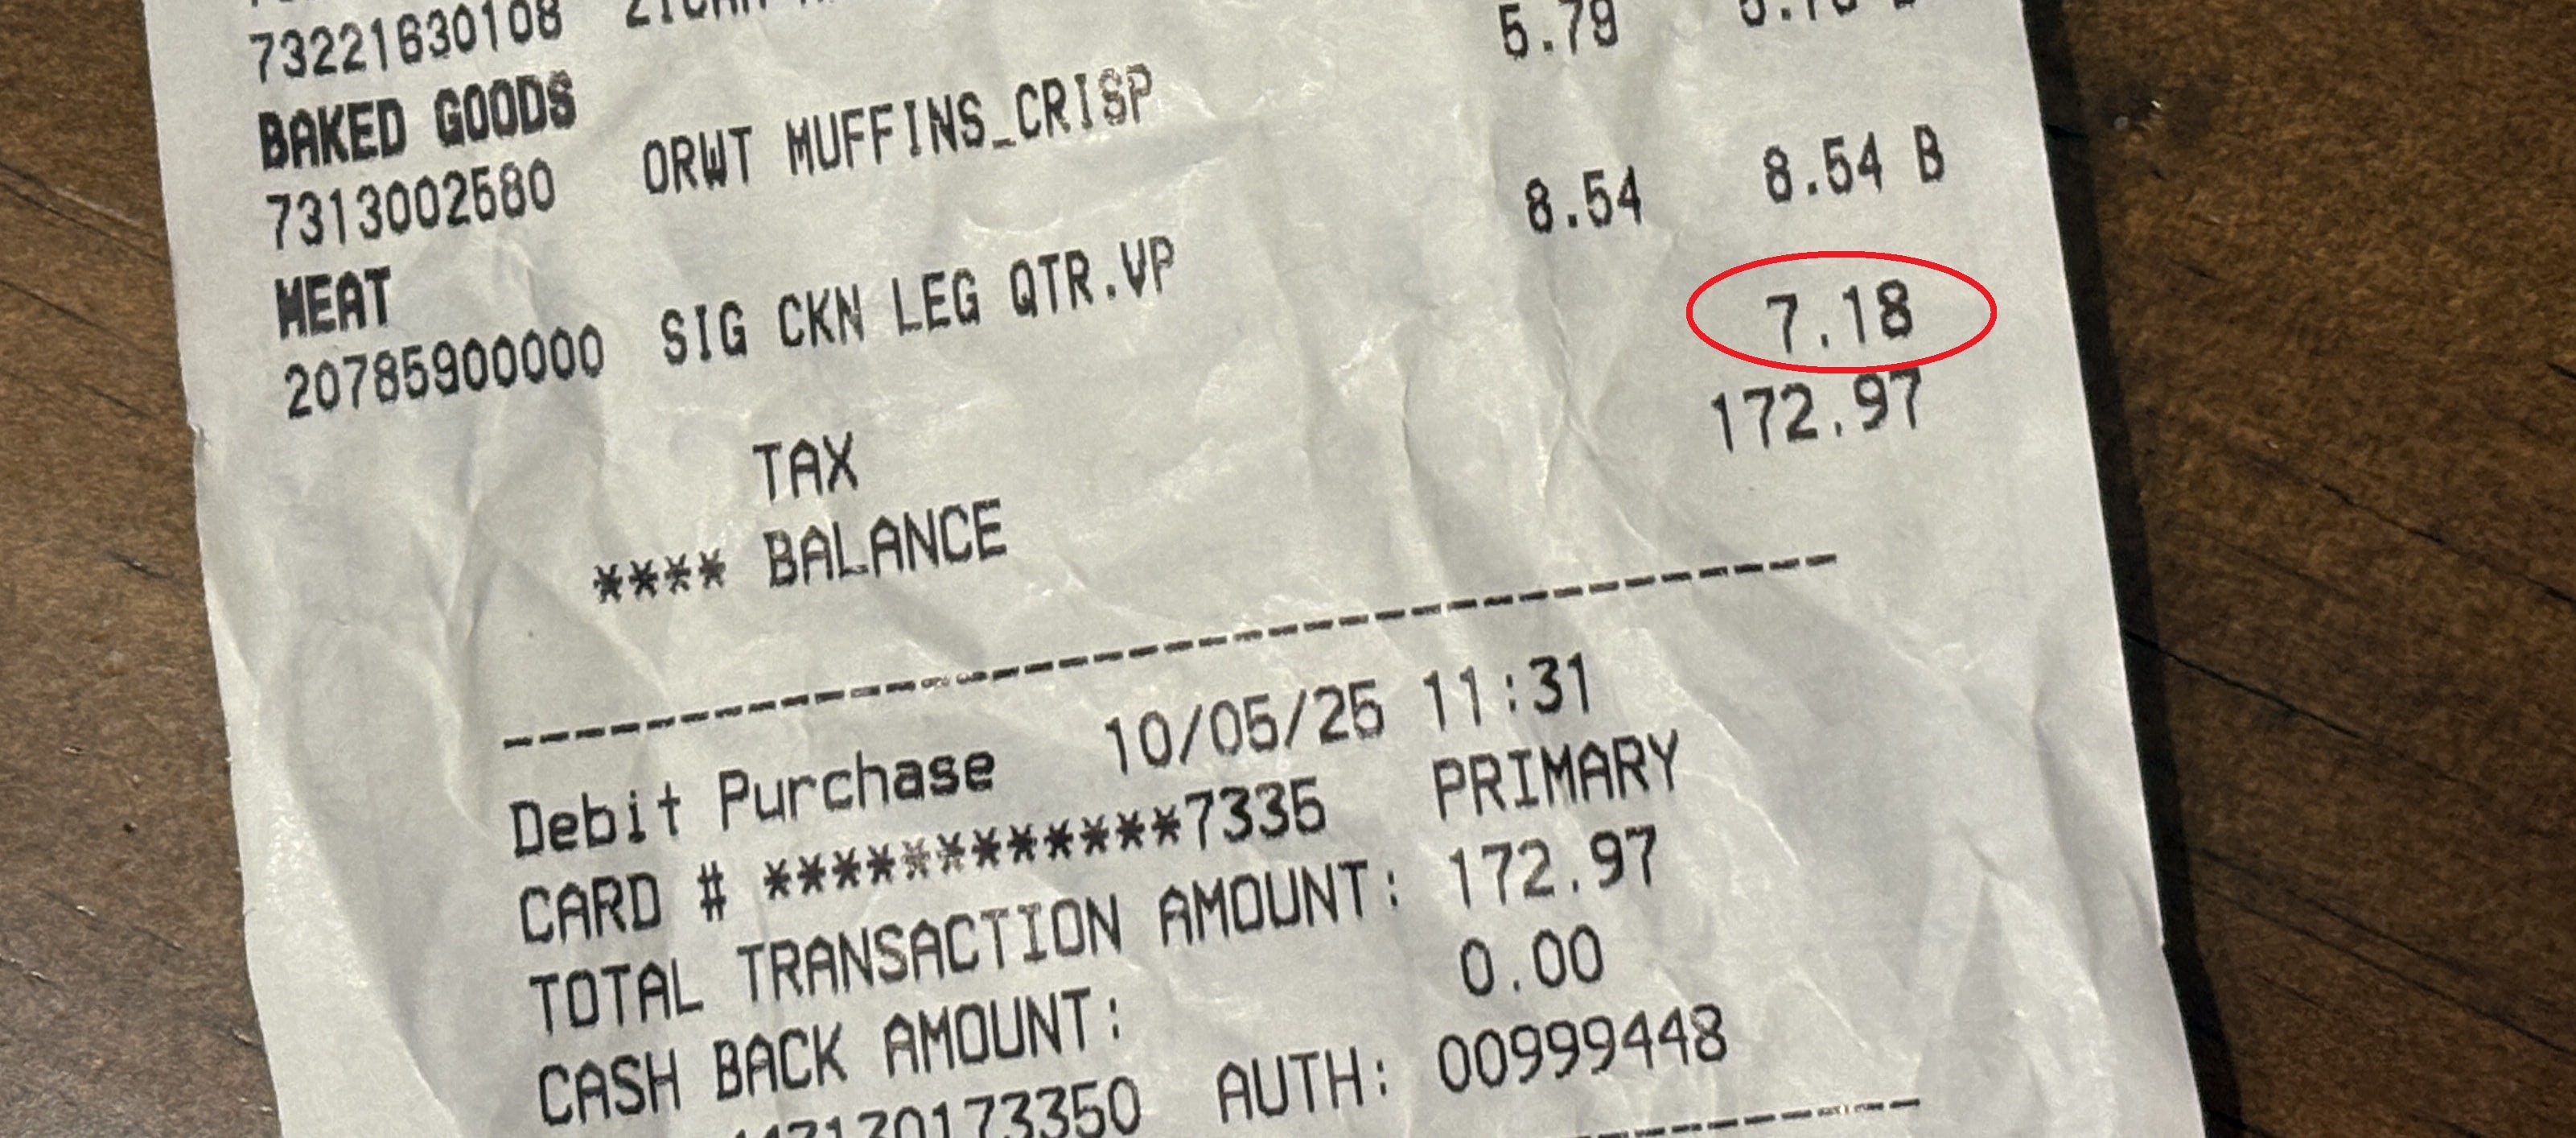 73221630108
BAKED GOODS
7313002580 ORWT MUFFINS_CRISP 5.79
MEAT
20785900000 SIG CKN LEG QTR.VP 8.54 8.54 B
TAX 7.18
**** BALANCE 172.97
Debit Purchase 10/05/25 11:31
CARD # ************7335 PRIMARY
TOTAL TRANSACTION AMOUNT: 172.97
CASH BACK AMOUNT: 0.00
AUTH: 00999448